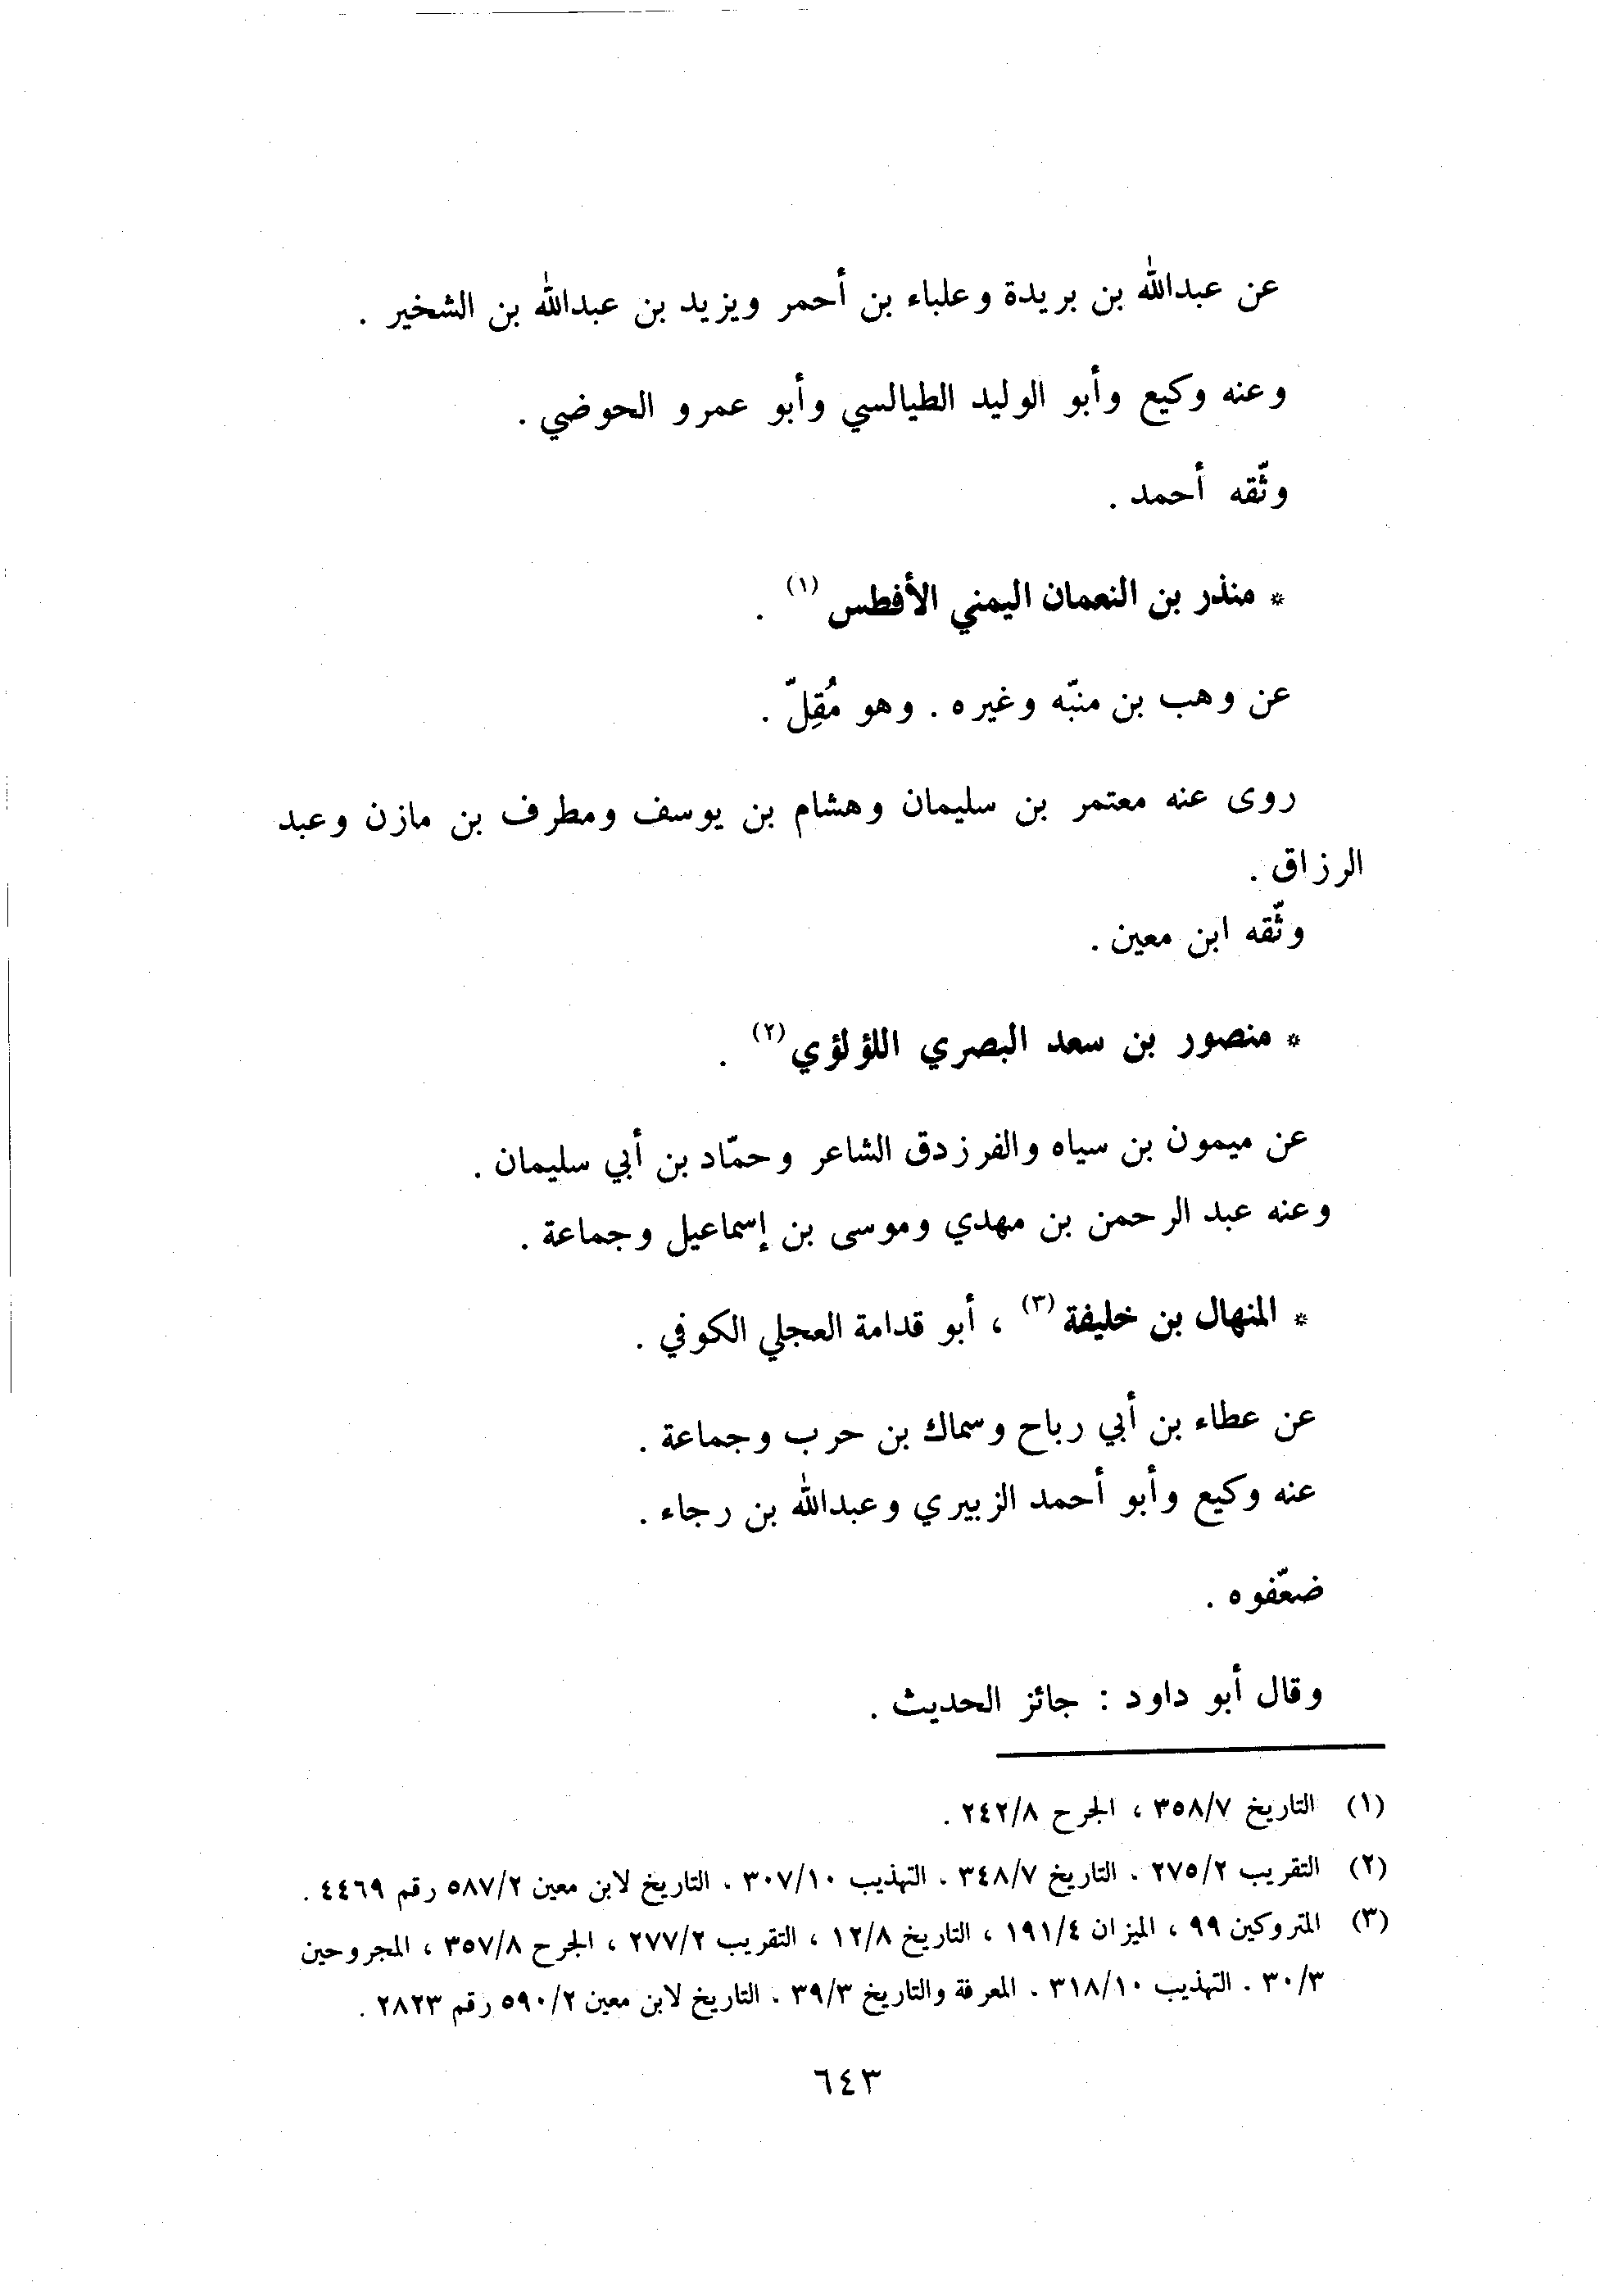 عن عبدالله بن بريدة وعلباء بن أحمر ويزيد بن عبدالله بن الشخير .
وعنه وكيع وأبو الوليد الطيالسي وأبو عمرو الحوضي .
وثّقه أحمد .
* منذر بن النعمان اليمني الأفطس (١) .
عن وهب بن منبّه وغيره . وهو مُقِلّ .
روى عنه معتمر بن سليمان وهشام بن يوسف ومطرف بن مازن وعبد
الرزاق .
وثّقه ابن معين .
* منصور بن سعد البصري اللؤلؤي (٢) .
عن ميمون بن سياه والفرزدق الشاعر وحمّاد بن أبي سليمان .
وعنه عبد الرحمن بن مهدي وموسى بن إسماعيل وجماعة .
* المنهال بن خليفة (٣) ، أبو قدامة العجلي الكوفي .
عن عطاء بن أبي رباح وسماك بن حرب وجماعة .
عنه وكيع وأبو أحمد الزبيري وعبدالله بن رجاء .
ضعّفوه .
وقال أبو داود : جائز الحديث .
(١) التاريخ ٣٥٨/٧ ، الجرح ٢٤٢/٨ .
(٢) التقريب ٢٧٥/٢ . التاريخ ٣٤٨/٧ . التهذيب ٣٠٧/١٠ . التاريخ لابن معين ٥٨٧/٢ رقم ٤٤٦٩ .
(٣) المتروكين ٩٩ ، الميزان ١٩١/٤ ، التاريخ ١٢/٨ ، التقريب ٢٧٧/٢ ، الجرح ٣٥٧/٨ ، المجروحين
٣٠/٣ . التهذيب ٣١٨/١٠ . المعرفة والتاريخ ٣٩/٣ . التاريخ لابن معين ٥٩٠/٢ رقم ٢٨٢٣ .
٦٤٣